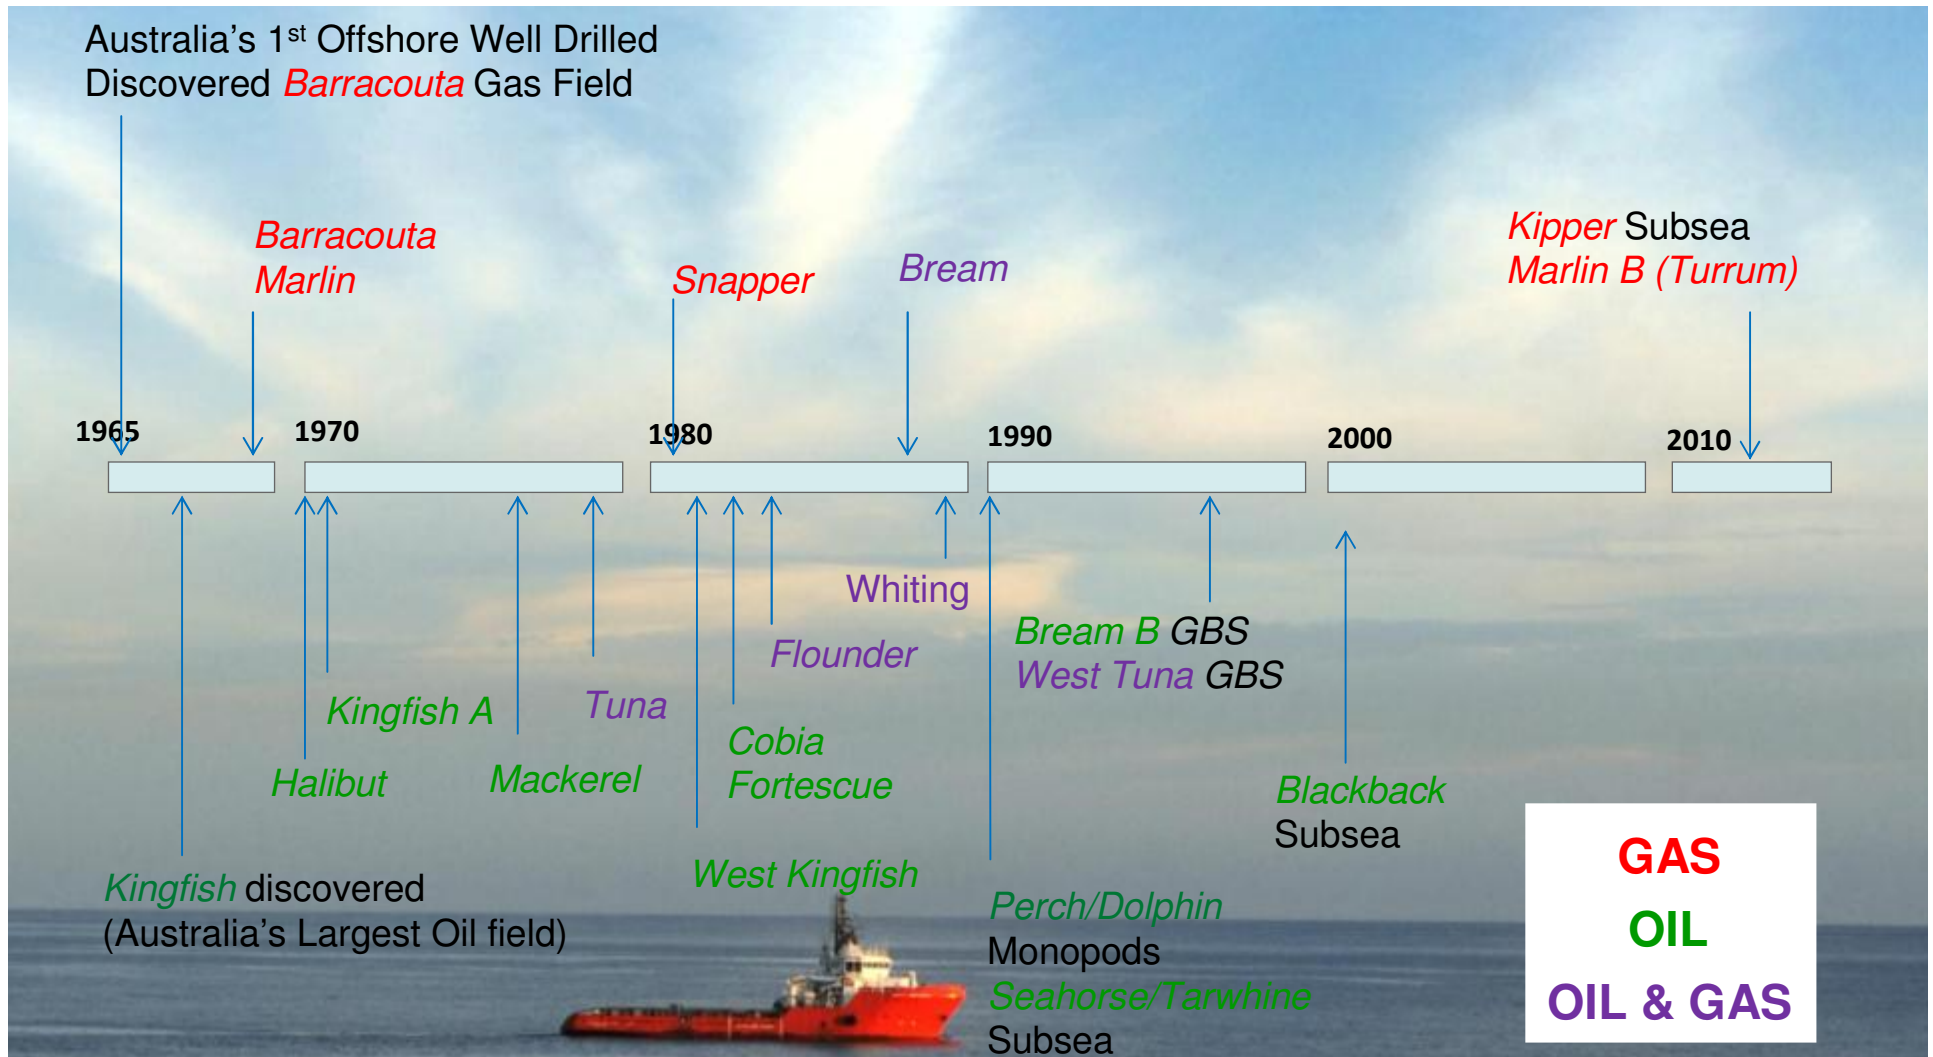 Australia's 1st Offshore Well Drilled
Discovered Barracouta Gas Field
Barracouta
Marlin
Snapper
Bream
Kipper Subsea
Marlin B (Turrum)
1965
1970
1980
1990
2000
2010
Whiting
Flounder
Bream B GBS
West Tuna GBS
Kingfish A
Tuna
Halibut
Mackerel
Cobia
Fortescue
Blackback
Subsea
West Kingfish
Kingfish discovered
(Australia's Largest Oil field)
Perch/Dolphin
Monopods
Seahorse/Tarwhine
Subsea
GAS
OIL
OIL & GAS